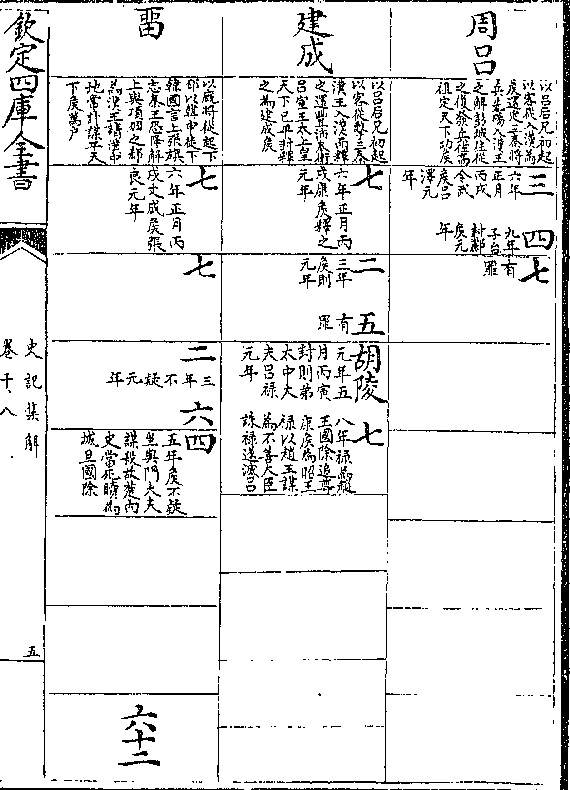 周呂
以呂后兄初起
以客從入漢為
侯還定三秦將
兵先入碭漢王
之解彭城往從
之復發兵佐高
祖定天下功侯
三
六年
正月
丙戌
令武
侯呂
澤元
年
四
九年
子台
封酈
侯元
年
七
有
罪
建成
以呂后兄初起
以客從擊三秦
漢王入漢而釋
之還豐沛奉衛
呂宣王太上皇
天下已平封釋
之為建成侯
七
六年正月丙
戌康侯釋之
元年
二
三年
侯則
元年
五
有
罪
胡陵
元年五
月丙寅
封則弟
太中大
夫呂祿
元年
七
八年祿為趙
王國除追尊
康侯為昭王
祿以趙王謀
為不善大臣
誅祿遂滅呂
留
以厩將從起下
邳以韓申徒下
韓國言上張旗
志秦王恐降解
上與項羽之郤
為漢王請漢中
地常計謀平天
下侯萬戶
七
六年正月丙
戌文成侯張
良元年
七
二
三年不疑元年
六
四
五年侯不疑
坐與門大夫
謀殺故楚內
史當死贖為
城旦國除
六十二
欽定四庫全書
史記集解
卷十八
五